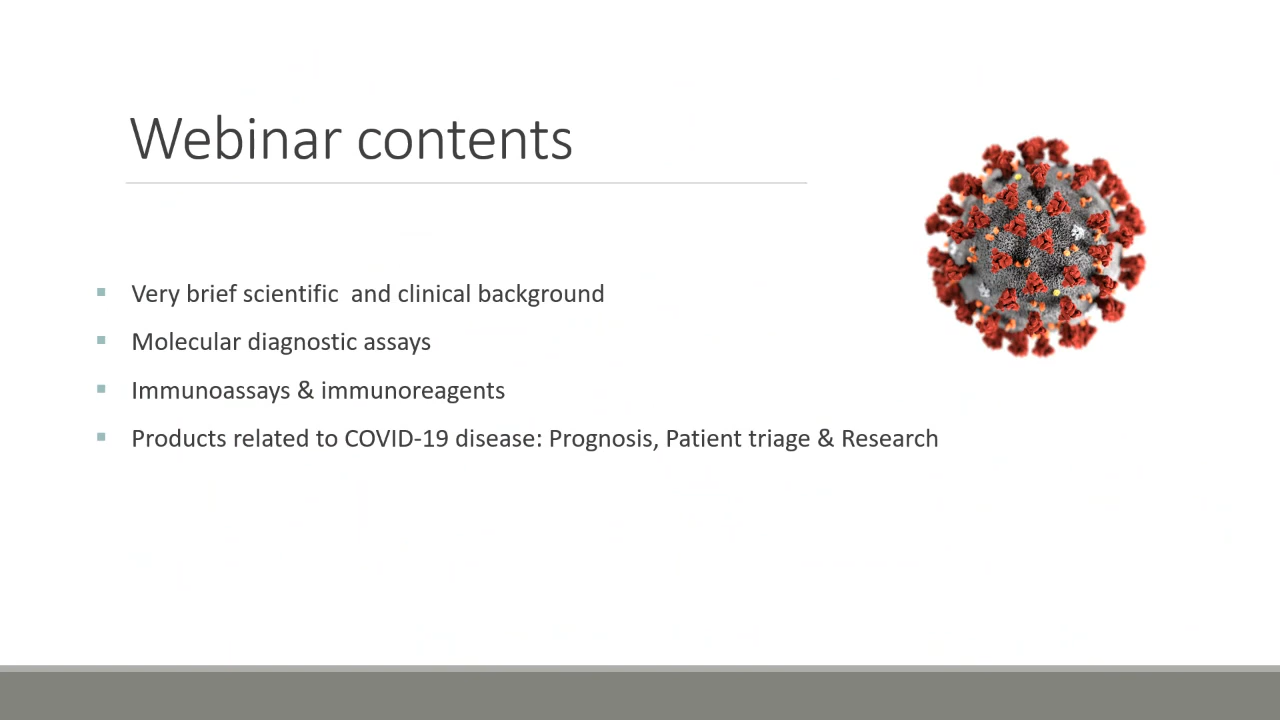 Webinar contents
Very brief scientific  and clinical background
Molecular diagnostic assays
Immunoassays & immunoreagents
Products related to COVID-19 disease: Prognosis, Patient triage & Research